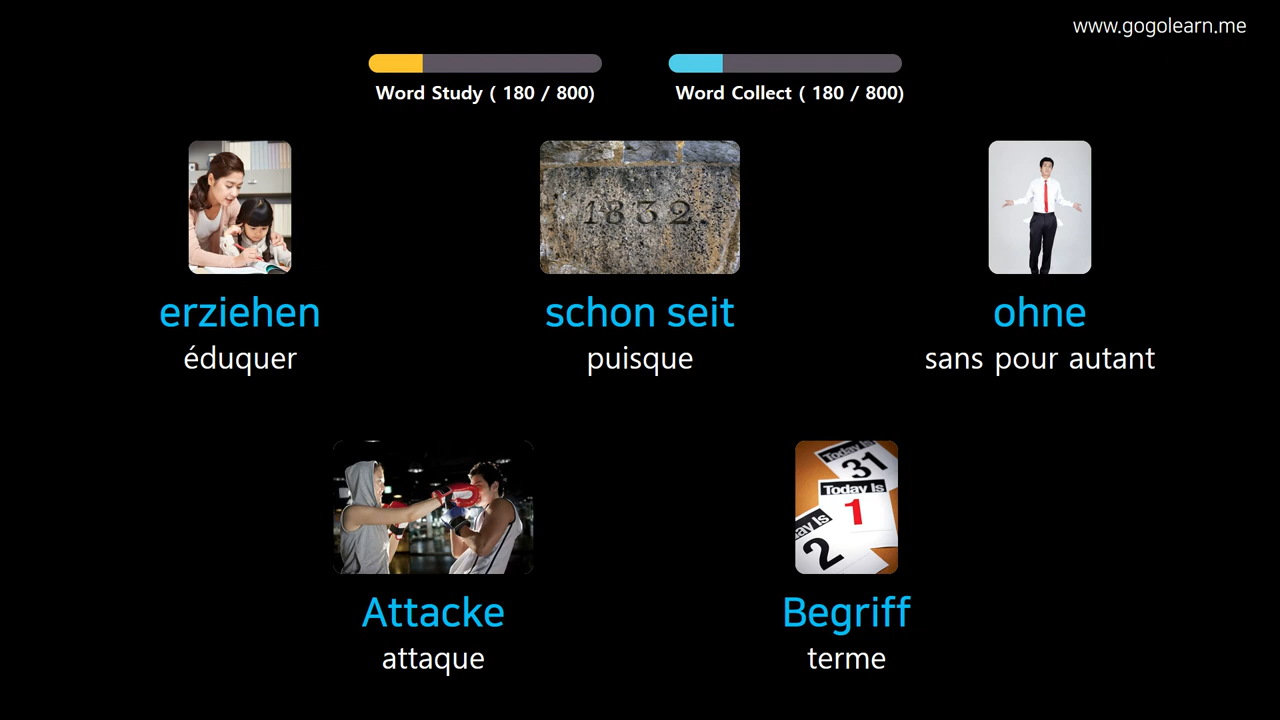 www.gogolearn.me
Word Study ( 180 / 800)
Word Collect ( 180 / 800)
1832.
erziehen
schon seit
ohne
éduquer
puisque
sans pour autant
Today Is
31
Today Is
1
ay Is
2
Attacke
Begriff
attaque
terme